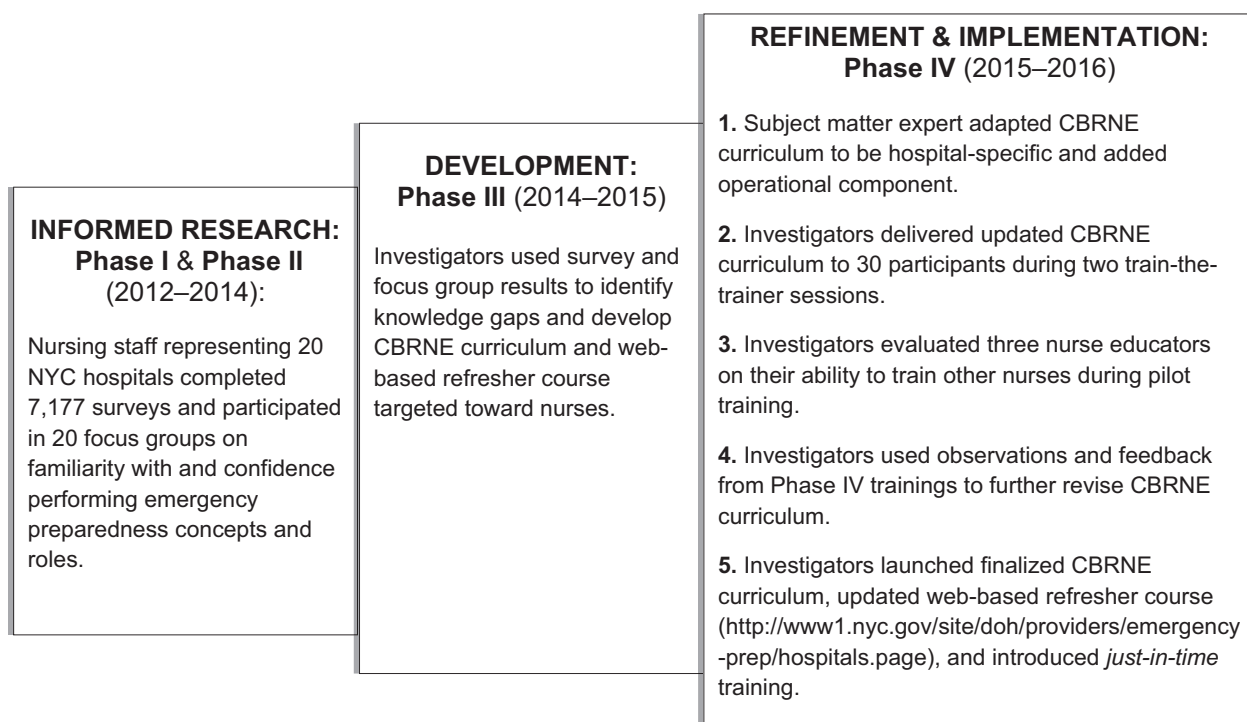 INFORMED RESEARCH:
Phase I & Phase II
(2012–2014):
Nursing staff representing 20
NYC hospitals completed
7,177 surveys and participated
in 20 focus groups on
familiarity with and confidence
performing emergency
preparedness concepts and
roles.
DEVELOPMENT:
Phase III (2014–2015)
Investigators used survey and
focus group results to identify
knowledge gaps and develop
CBRNE curriculum and web-
based refresher course
targeted toward nurses.
REFINEMENT & IMPLEMENTATION:
Phase IV (2015–2016)
1. Subject matter expert adapted CBRNE
curriculum to be hospital-specific and added
operational component.
2. Investigators delivered updated CBRNE
curriculum to 30 participants during two train-the-
trainer sessions.
3. Investigators evaluated three nurse educators
on their ability to train other nurses during pilot
training.
4. Investigators used observations and feedback
from Phase IV trainings to further revise CBRNE
curriculum.
5. Investigators launched finalized CBRNE
curriculum, updated web-based refresher course
(http://www1.nyc.gov/site/doh/providers/emergency
-prep/hospitals.page), and introduced just-in-time
training.